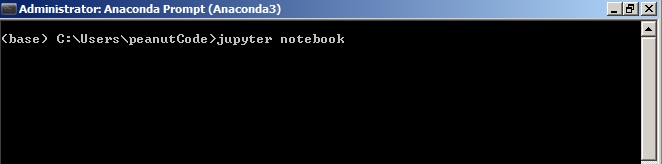 Administrator: Anaconda Prompt (Anaconda3)
(base) C:\Users\peanutCode>jupyter notebook